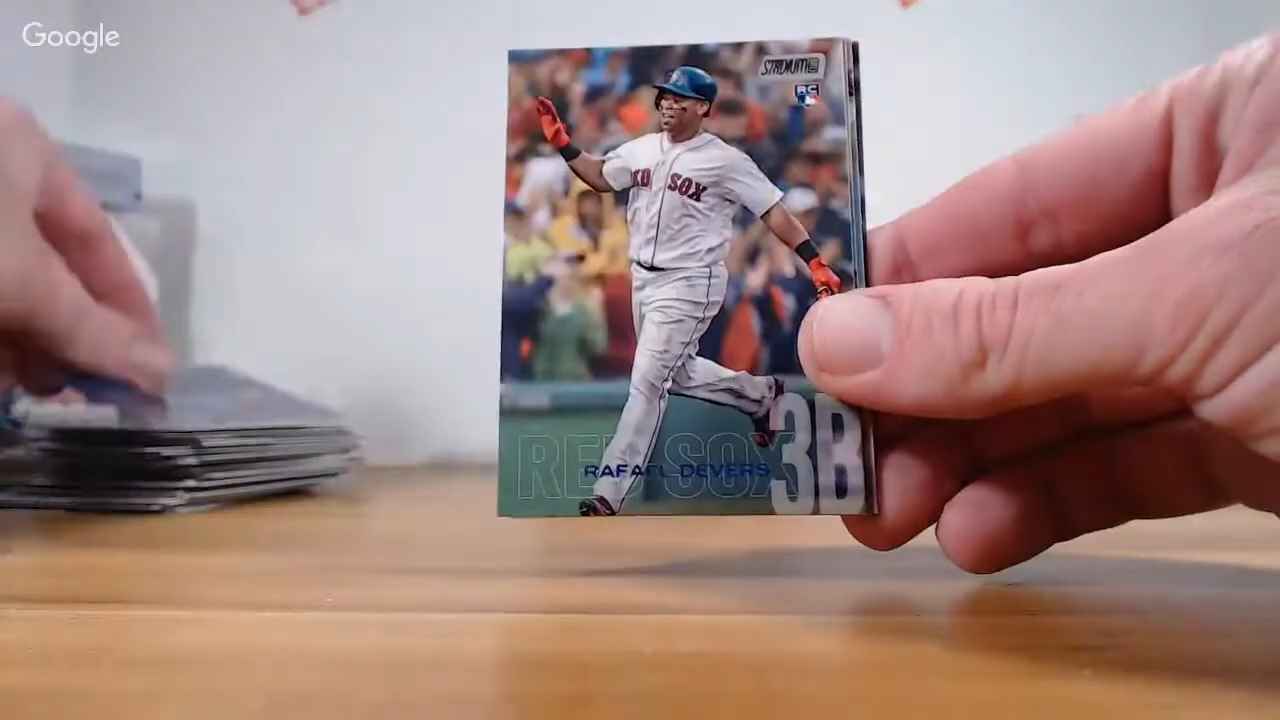 Google
STADIUM
RC
RED SOX
RED SOX
RAFAEL DEVERS
3B